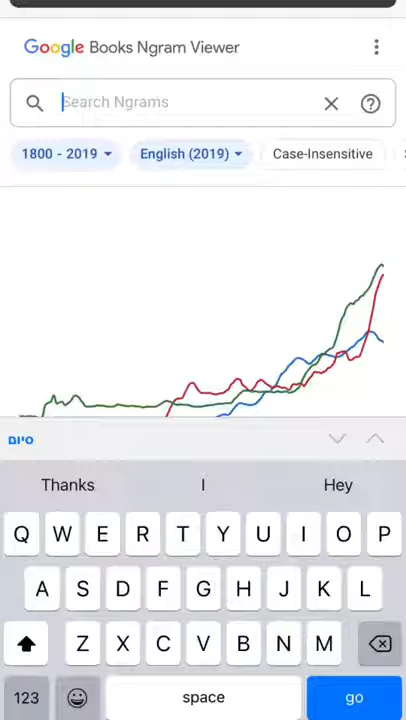 Google Books Ngram Viewer
Search Ngrams
1800 - 2019
English (2019)
Case-Insensitive
סיום
Thanks I Hey
Q W E R T Y U I O P
A S D F G H J K L
Z X C V B N M
123 space go